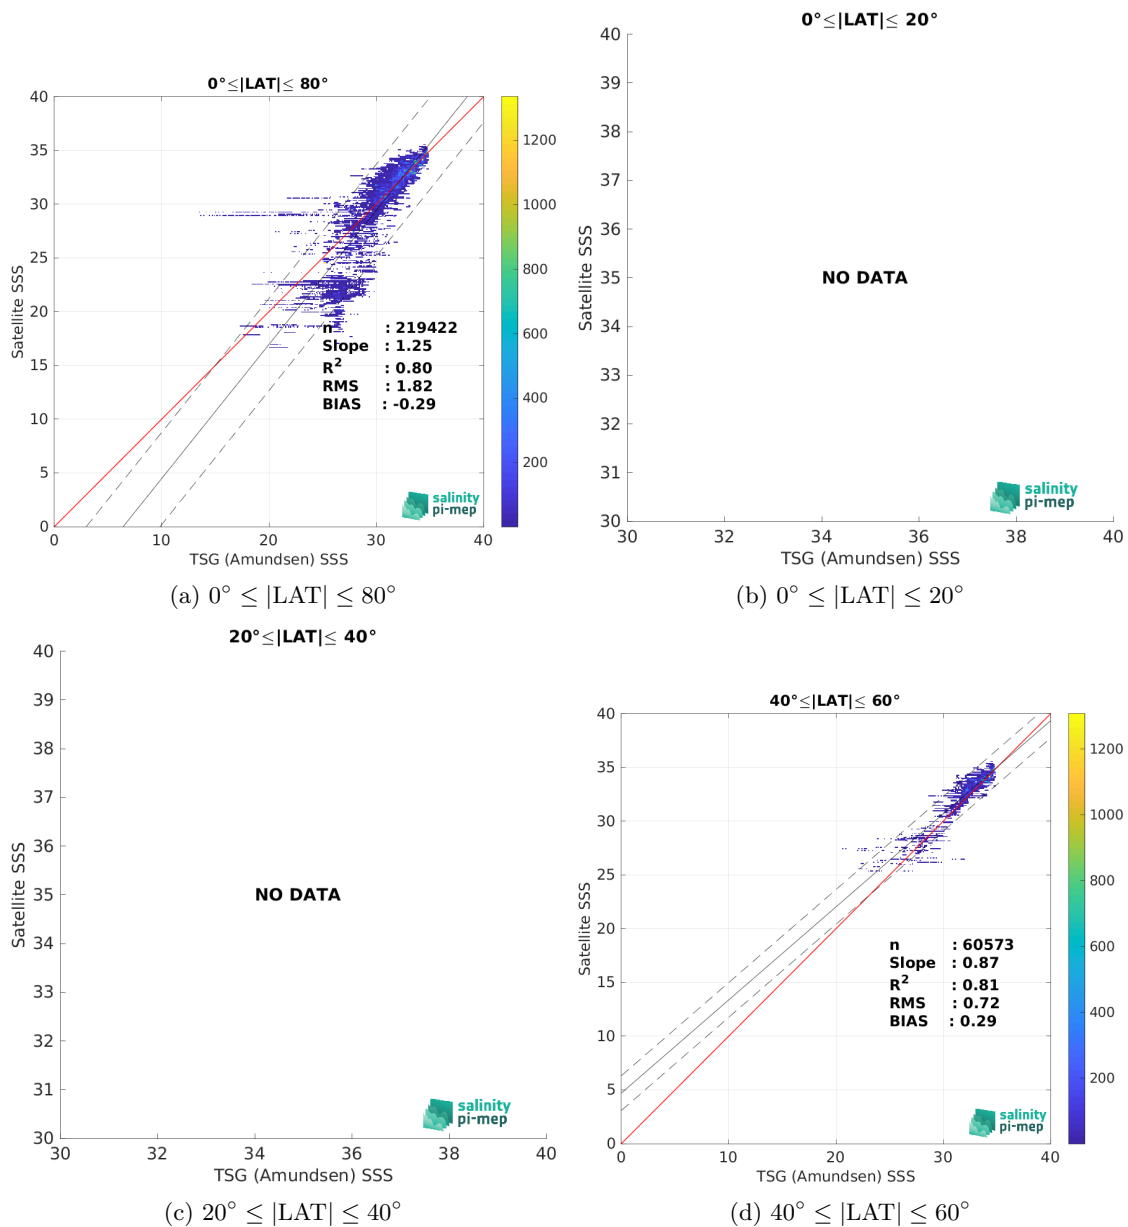 0°≤|LAT|≤ 80°
40
35
30
25
20
15
10
5
0
Satellite SSS
n : 219422
Slope : 1.25
R² : 0.80
RMS : 1.82
BIAS : -0.29
salinity
pi-mep
0 10 20 30 40
TSG (Amundsen) SSS
1200
1000
800
600
400
200
(a) 0° ≤ |LAT| ≤ 80°
0°≤|LAT|≤ 20°
40
39
38
37
36
35
34
33
32
31
30
Satellite SSS
NO DATA
salinity
pi-mep
30 32 34 36 38 40
TSG (Amundsen) SSS
(b) 0° ≤ |LAT| ≤ 20°
20°≤|LAT|≤ 40°
40
39
38
37
36
35
34
33
32
31
30
Satellite SSS
NO DATA
salinity
pi-mep
30 32 34 36 38 40
TSG (Amundsen) SSS
(c) 20° ≤ |LAT| ≤ 40°
40°≤|LAT|≤ 60°
40
35
30
25
20
15
10
5
0
Satellite SSS
n : 60573
Slope : 0.87
R² : 0.81
RMS : 0.72
BIAS : 0.29
salinity
pi-mep
0 10 20 30 40
TSG (Amundsen) SSS
1200
1000
800
600
400
200
(d) 40° ≤ |LAT| ≤ 60°